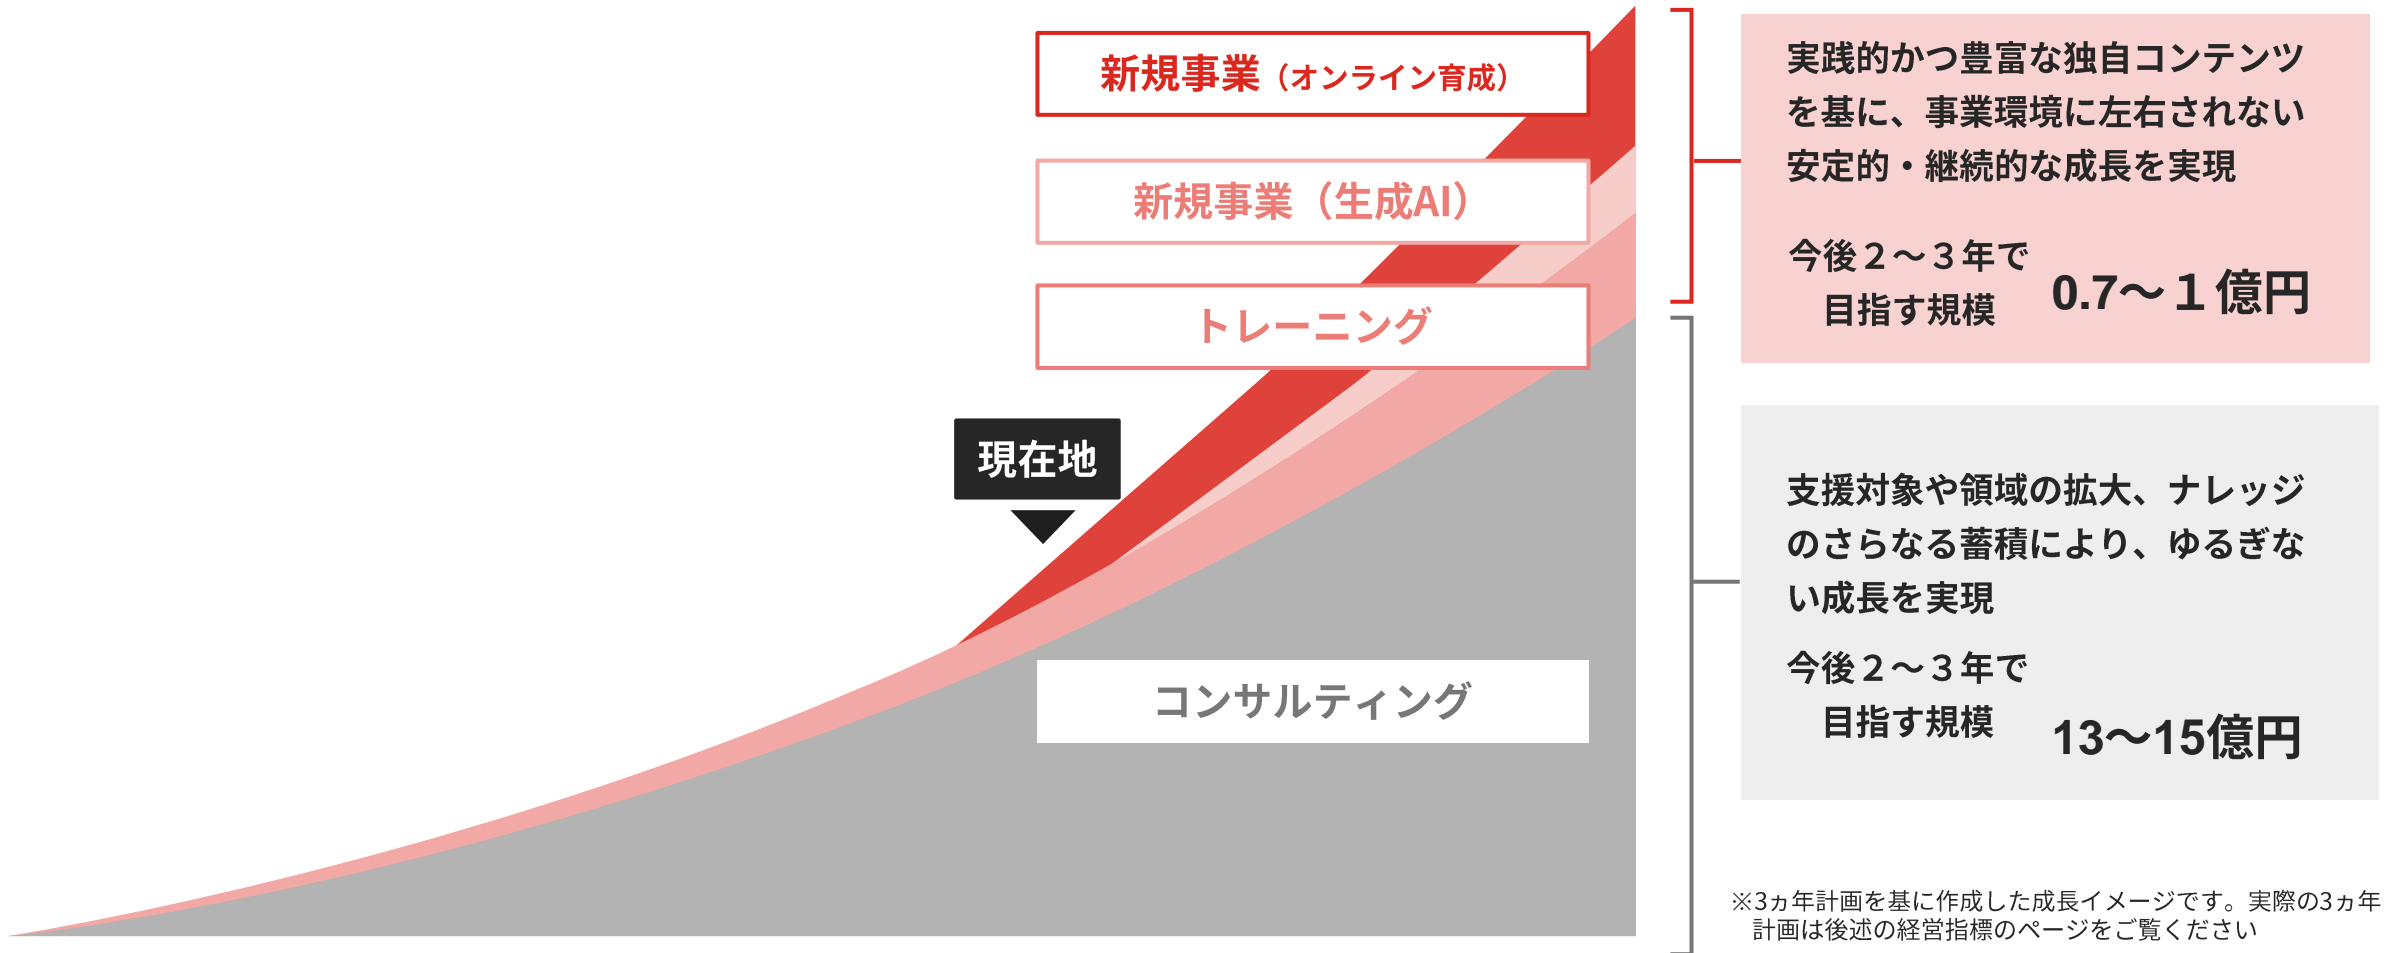 新規事業（オンライン育成）
新規事業（生成AI）
トレーニング
現在地
コンサルティング
実践的かつ豊富な独自コンテンツ
を基に、事業環境に左右されない
安定的・継続的な成長を実現
今後２～３年で
目指す規模
0.7～１億円
支援対象や領域の拡大、ナレッジ
のさらなる蓄積により、ゆるぎな
い成長を実現
今後２～３年で
目指す規模
13～15億円
※3ヵ年計画を基に作成した成長イメージです。実際の3ヵ年
計画は後述の経営指標のページをご覧ください